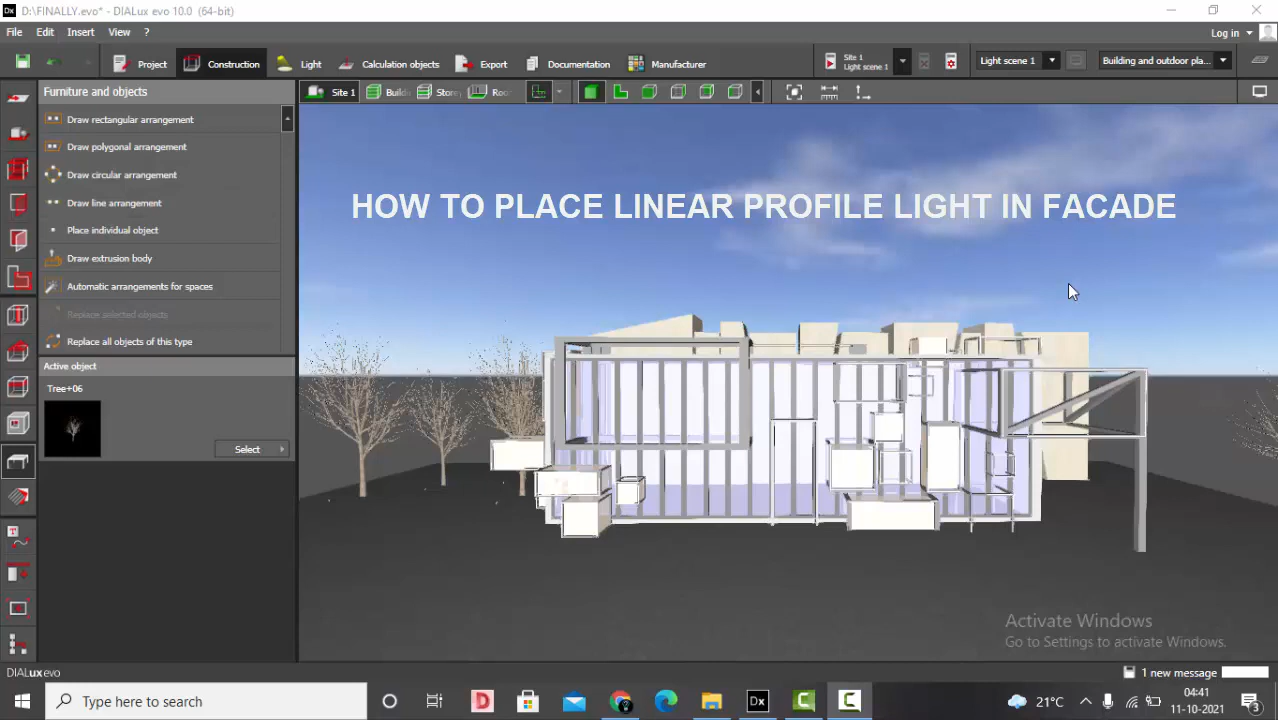 D:\FINALLY.evo* - DIALux evo 10.0 (64-bit)
File Edit Insert View ? Log in
Project Construction Light Calculation objects Export Documentation Manufacturer
Site 1
Light scene 1
Light scene 1
Building and outdoor pla...
Furniture and objects
Site 1
Draw rectangular arrangement
Draw polygonal arrangement
Draw circular arrangement
Draw line arrangement
Place individual object
Draw extrusion body
Automatic arrangements for spaces
Replace selected objects
Replace all objects of this type
Active object
Tree+06
Select
HOW TO PLACE LINEAR PROFILE LIGHT IN FACADE
Activate Windows
Go to Settings to activate Windows.
DIALux evo
1 new message
Type here to search
21°C
04:41
11-10-2021
3